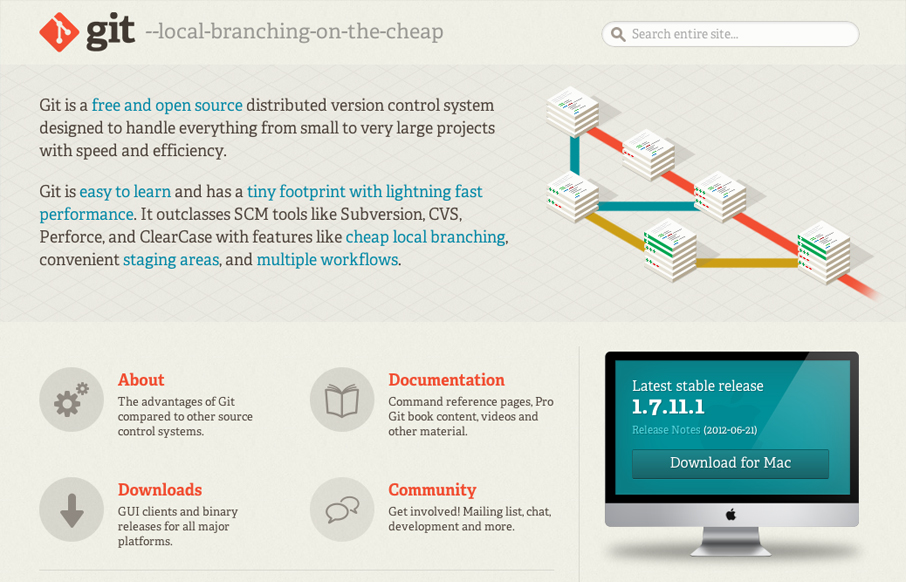 git --local-branching-on-the-cheap
Search entire site...
Git is a free and open source distributed version control system
designed to handle everything from small to very large projects
with speed and efficiency.
Git is easy to learn and has a tiny footprint with lightning fast
performance. It outclasses SCM tools like Subversion, CVS,
Perforce, and ClearCase with features like cheap local branching,
convenient staging areas, and multiple workflows.
About
The advantages of Git
compared to other source
control systems.
Documentation
Command reference pages, Pro
Git book content, videos and
other material.
Downloads
GUI clients and binary
releases for all major
platforms.
Community
Get involved! Mailing list, chat,
development and more.
Latest stable release
1.7.11.1
Release Notes (2012-06-21)
Download for Mac